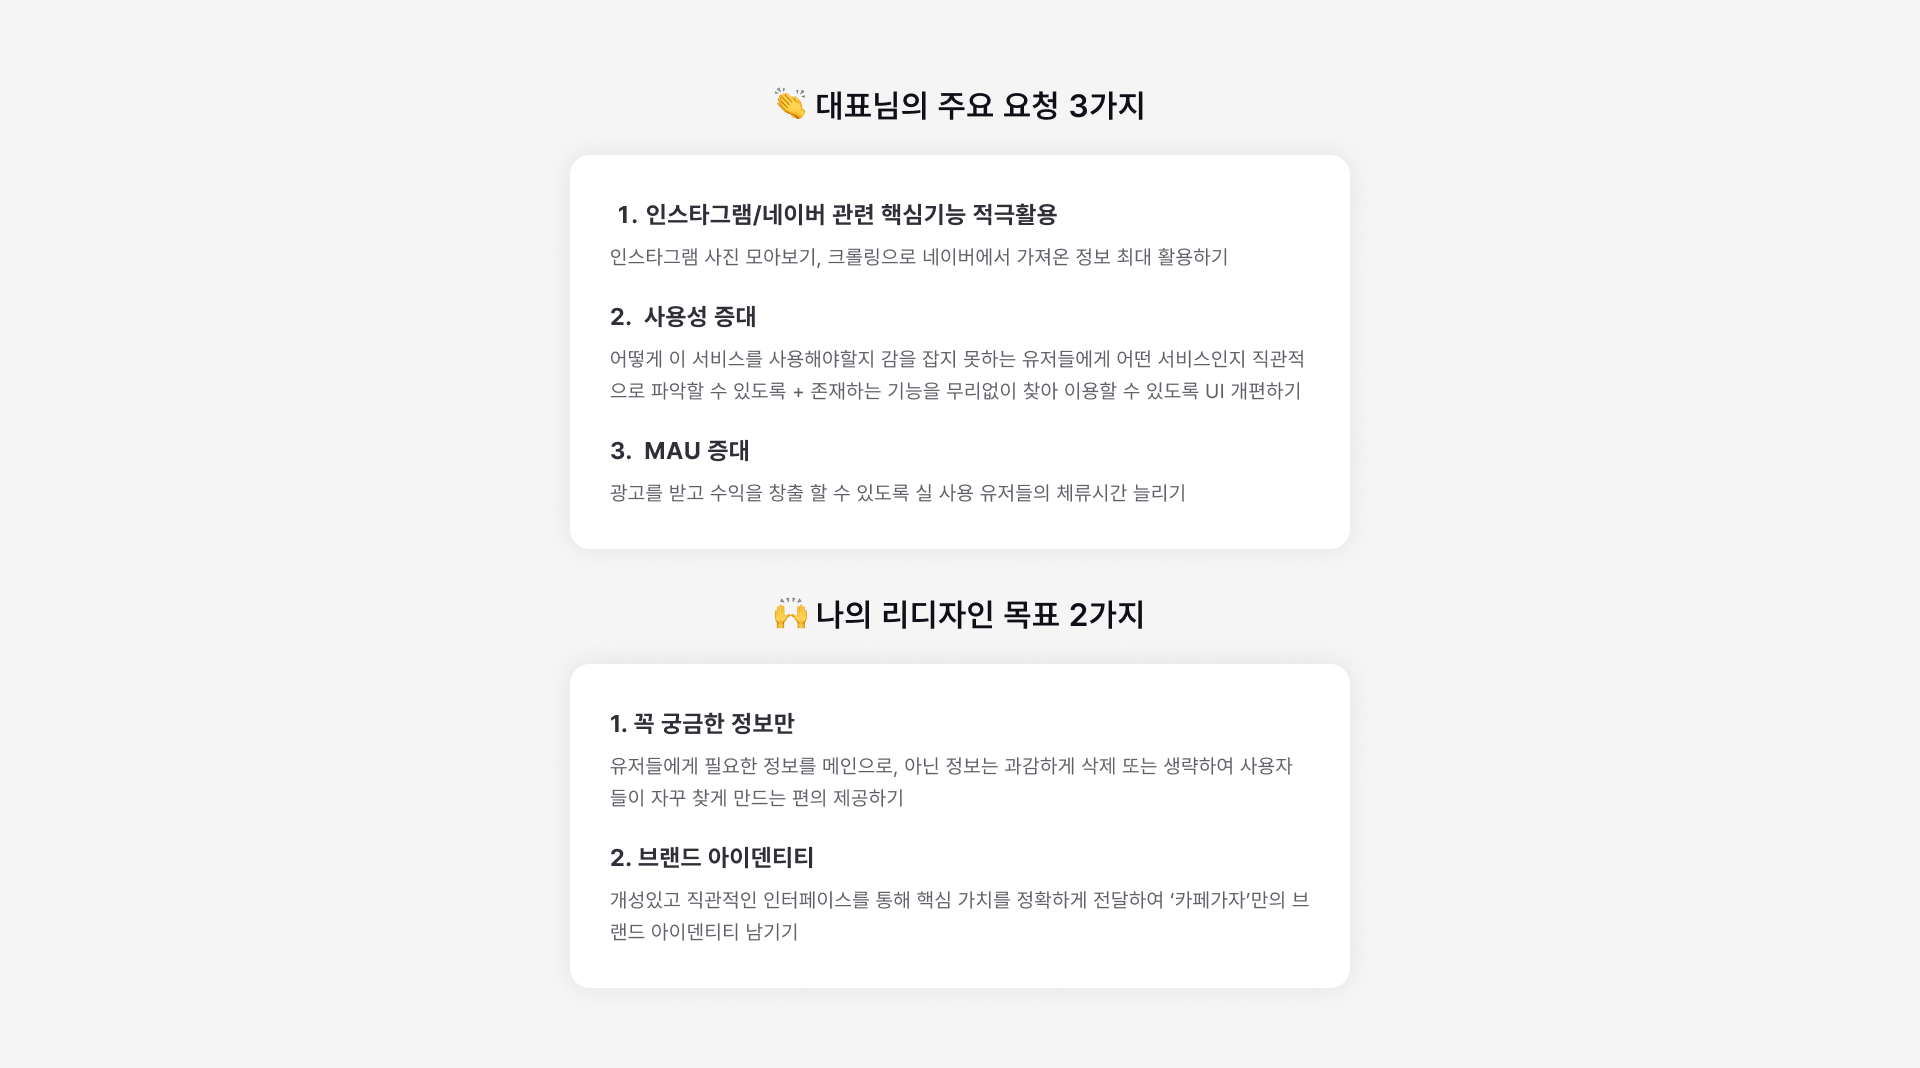 👏 대표님의 주요 요청 3가지
1. 인스타그램/네이버 관련 핵심기능 적극활용
인스타그램 사진 모아보기, 크롤링으로 네이버에서 가져온 정보 최대 활용하기
2. 사용성 증대
어떻게 이 서비스를 사용해야할지 감을 잡지 못하는 유저들에게 어떤 서비스인지 직관적
으로 파악할 수 있도록 + 존재하는 기능을 무리없이 찾아 이용할 수 있도록 UI 개편하기
3. MAU 증대
광고를 받고 수익을 창출 할 수 있도록 실 사용 유저들의 체류시간 늘리기
🙌 나의 리디자인 목표 2가지
1. 꼭 궁금한 정보만
유저들에게 필요한 정보를 메인으로, 아닌 정보는 과감하게 삭제 또는 생략하여 사용자
들이 자꾸 찾게 만드는 편의 제공하기
2. 브랜드 아이덴티티
개성있고 직관적인 인터페이스를 통해 핵심 가치를 정확하게 전달하여 ‘카페가자’만의 브
랜드 아이덴티티 남기기